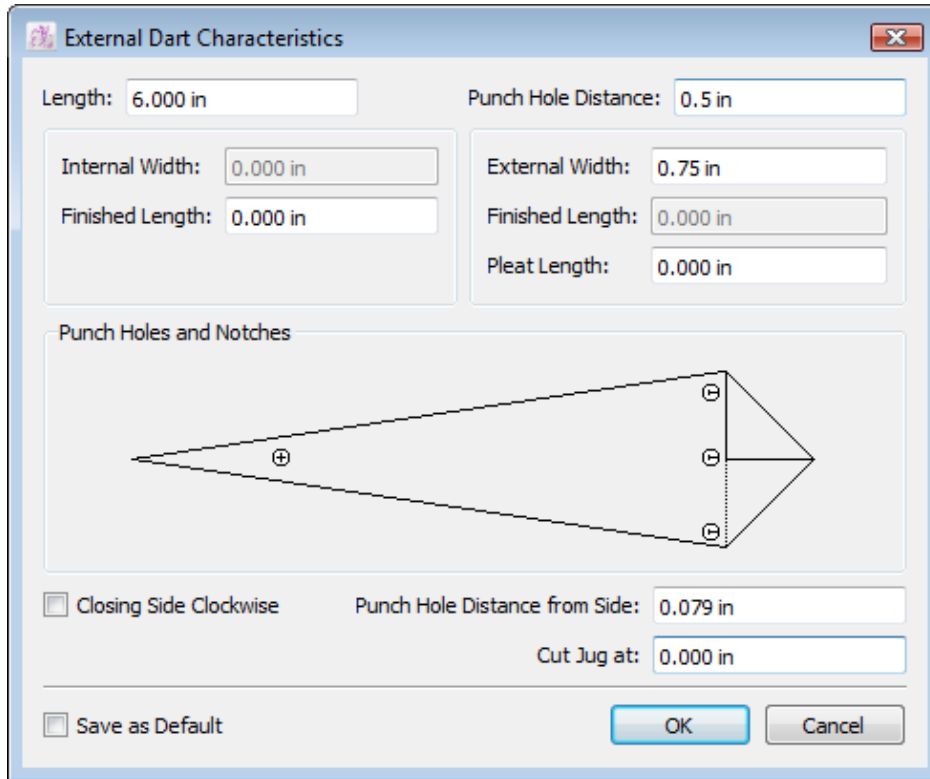 External Dart Characteristics
Length: 6.000 in Punch Hole Distance: 0.5 in
Internal Width: 0.000 in
Finished Length: 0.000 in
External Width: 0.75 in
Finished Length: 0.000 in
Pleat Length: 0.000 in
Punch Holes and Notches
Closing Side Clockwise Punch Hole Distance from Side: 0.079 in
Cut Jug at: 0.000 in
Save as Default OK Cancel